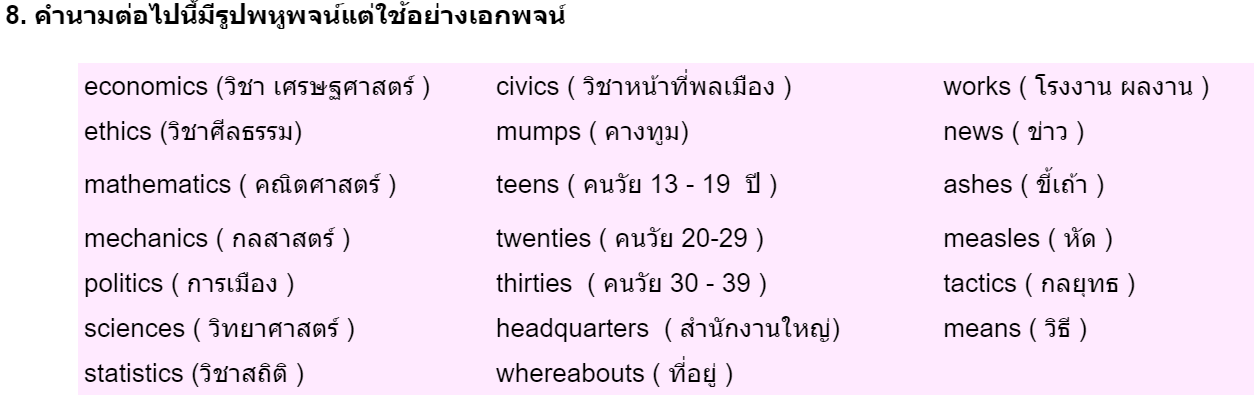 8. คำนามต่อไปนี้มีรูปพหูพจน์แต่ใช้อย่างเอกพจน์
economics (วิชา เศรษฐศาสตร์ ) civics ( วิชาหน้าที่พลเมือง ) works ( โรงงาน ผลงาน )
ethics (วิชาศีลธรรม) mumps ( คางทูม) news ( ข่าว )
mathematics ( คณิตศาสตร์ ) teens ( คนวัย 13 - 19 ปี ) ashes ( ขี้เถ้า )
mechanics ( กลสาสตร์ ) twenties ( คนวัย 20-29 ) measles ( หัด )
politics ( การเมือง ) thirties ( คนวัย 30 - 39 ) tactics ( กลยุทธ )
sciences ( วิทยาศาสตร์ ) headquarters ( สำนักงานใหญ่) means ( วิธี )
statistics (วิชาสถิติ ) whereabouts ( ที่อยู่ )